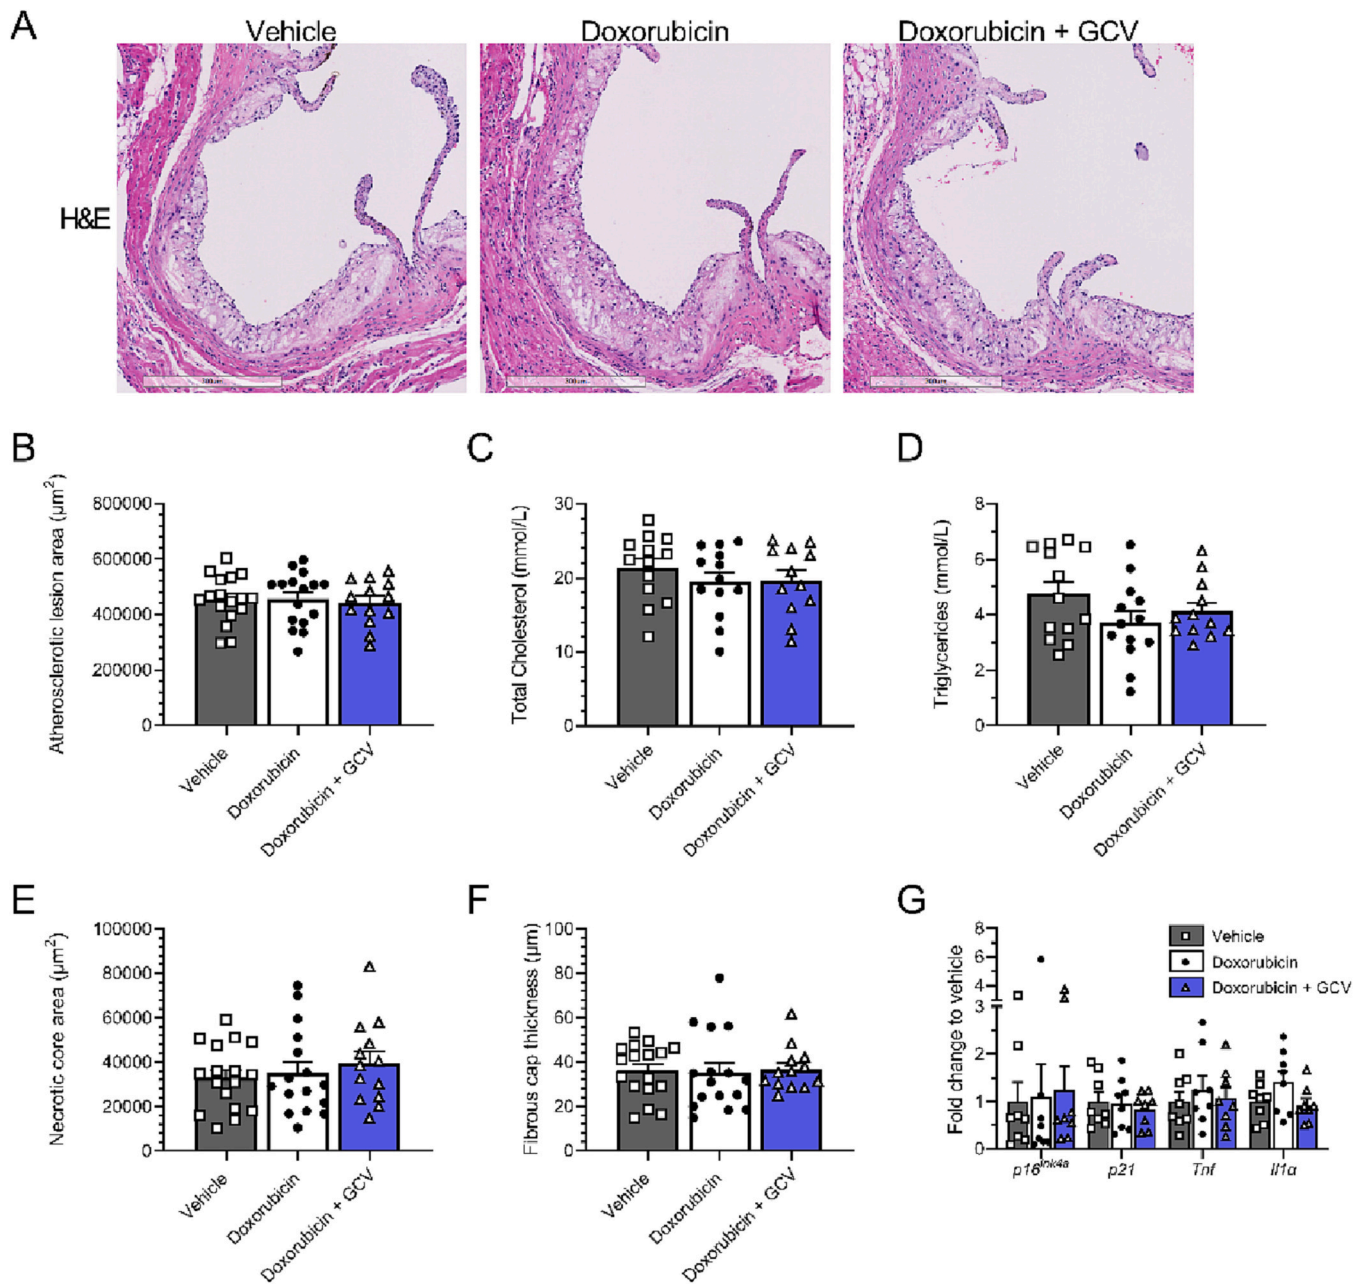 A
Vehicle
Doxorubicin
Doxorubicin + GCV
H&E
300um
300um
300um
B
Atherosclerotic lesion area (µm²)
800000
600000
400000
200000
0
Vehicle
Doxorubicin
Doxorubicin + GCV
C
Total Cholesterol (mmol/L)
30
20
10
0
Vehicle
Doxorubicin
Doxorubicin + GCV
D
Triglycerides (mmol/L)
8
6
4
2
0
Vehicle
Doxorubicin
Doxorubicin + GCV
E
Necrotic core area (µm²)
100000
80000
60000
40000
20000
0
Vehicle
Doxorubicin
Doxorubicin + GCV
F
Fibrous cap thickness (µm)
100
80
60
40
20
0
Vehicle
Doxorubicin
Doxorubicin + GCV
G
Fold change to vehicle
8
6
4
3
2
1
0
Vehicle
Doxorubicin
Doxorubicin + GCV
p16ᴵⁿᵏ⁴ᵃ
p21
Tnf
Il1α